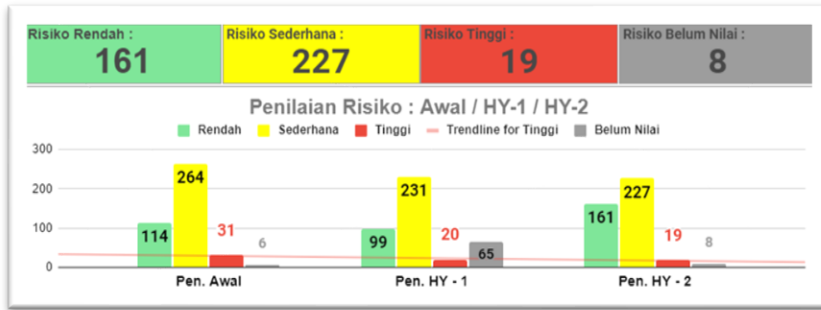 Risiko Rendah :
161
Risiko Sederhana :
227
Risiko Tinggi :
19
Risiko Belum Nilai :
8
Penilaian Risiko : Awal / HY-1 / HY-2
Rendah Sederhana Tinggi Trendline for Tinggi Belum Nilai
300
200
100
0
114
264
31
6
99
231
20
65
161
227
19
8
Pen. Awal Pen. HY - 1 Pen. HY - 2